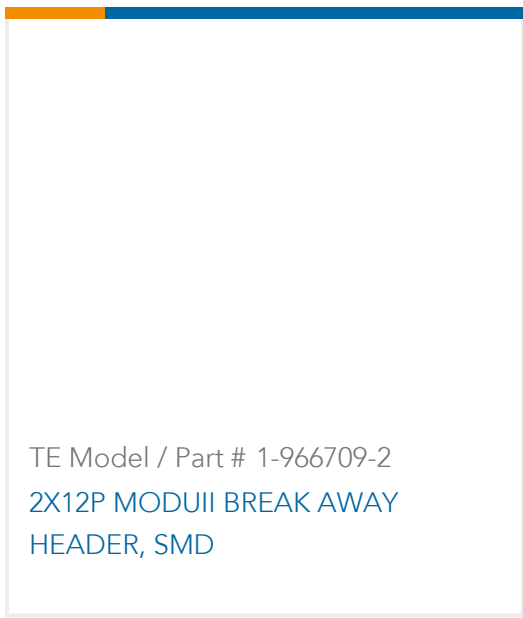 TE Model / Part # 1-966709-2
2X12P MODUII BREAK AWAY
HEADER, SMD